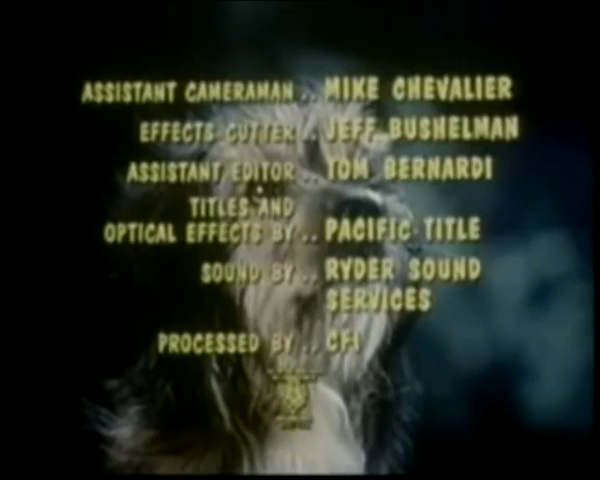 ASSISTANT CAMERAMAN .. MIKE CHEVALIER
EFFECTS CUTTER .. JEFF BUSHELMAN
ASSISTANT EDITOR .. TOM BERNARDI
TITLES AND
OPTICAL EFFECTS BY .. PACIFIC TITLE
SOUND BY .. RYDER SOUND
SERVICES
PROCESSED BY .. CFI